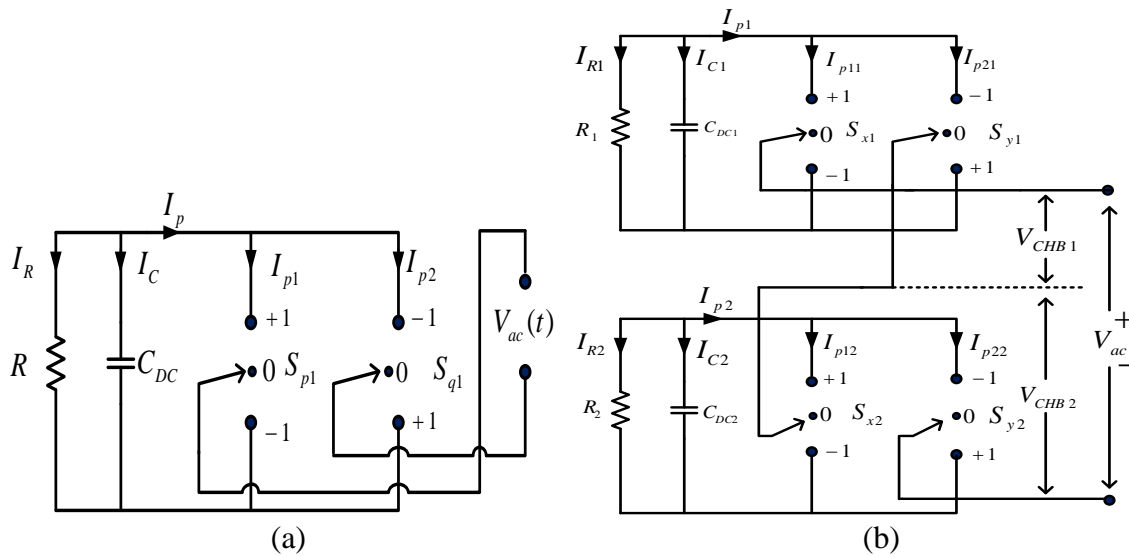 I_p
I_R
I_C
I_p1
I_p2
+1
−1
V_ac(t)
R
C_DC
0
S_p1
0
S_q1
−1
+1
(a)
I_p1
I_R1
I_C1
I_p11
I_p21
+1
−1
R_1
C_DC1
0
S_x1
0
S_y1
−1
+1
V_CHB1
I_p2
I_R2
I_C2
I_p12
I_p22
+1
−1
R_2
C_DC2
0
S_x2
0
S_y2
−1
+1
V_CHB2
+
V_ac
−
(b)